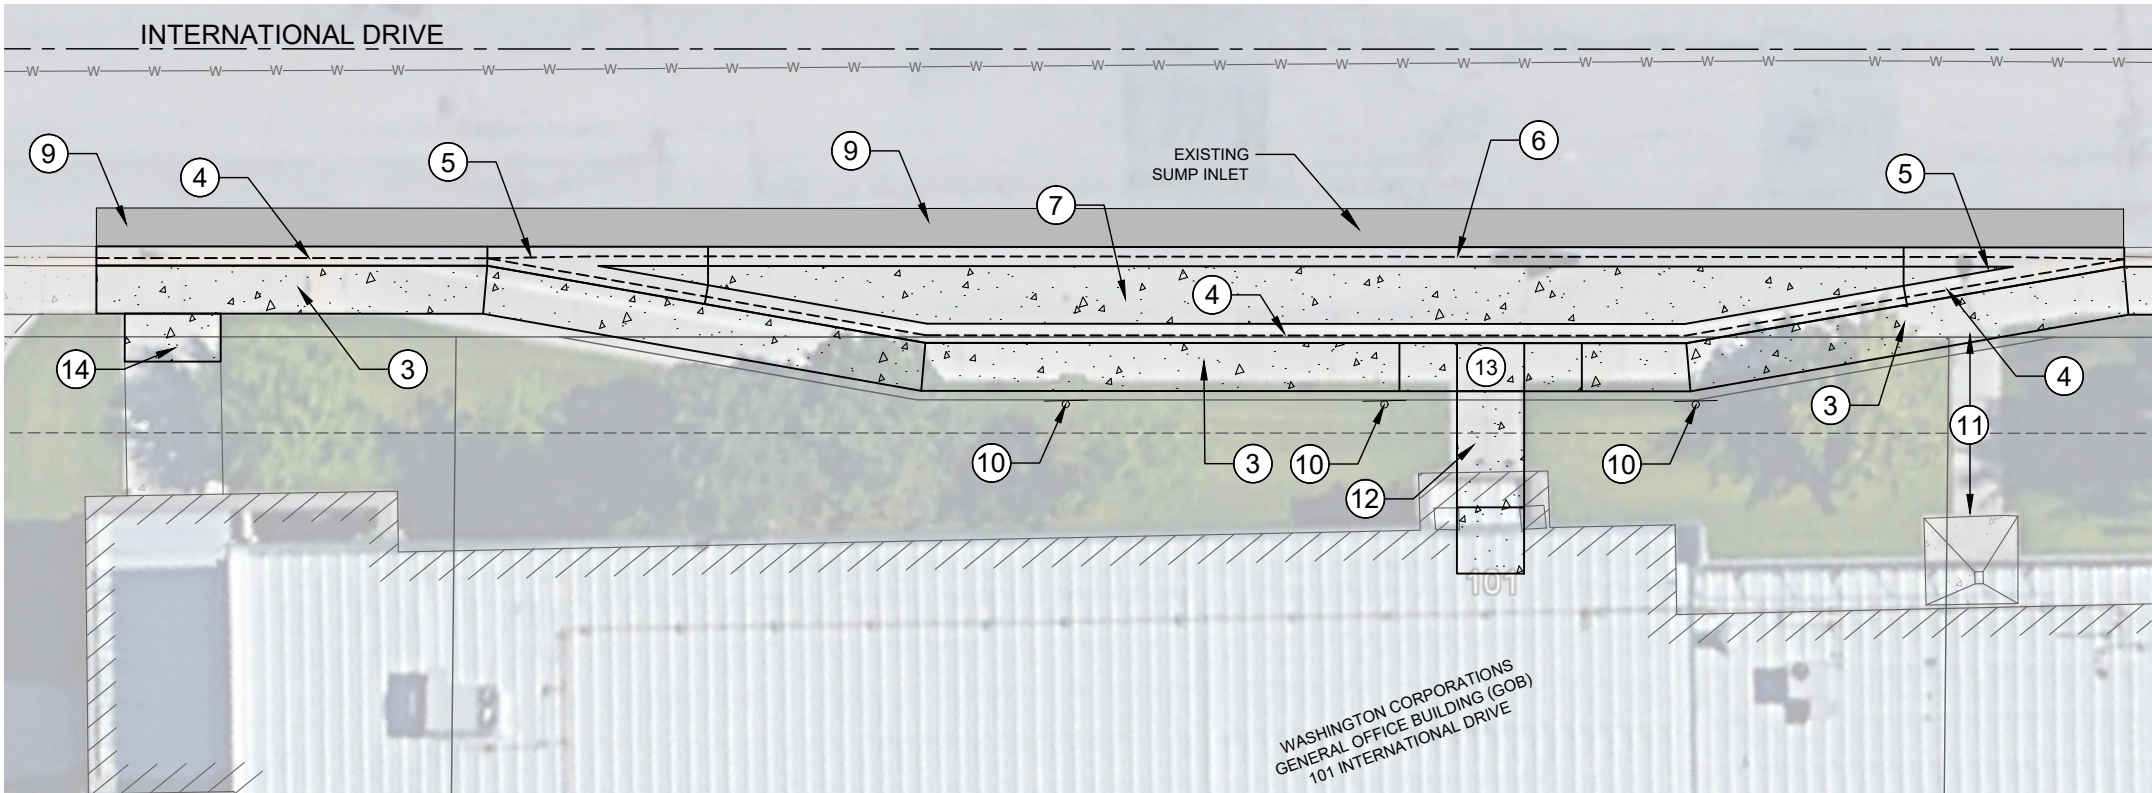 INTERNATIONAL DRIVE
W W W W W W W W W W W W W W W W W W W W W W W W W W W W W W W W W W W
9
4
5
9
EXISTING
SUMP INLET
6
7
5
4
14
3
13
3
4
11
10
3
10
10
12
101
WASHINGTON CORPORATIONS
GENERAL OFFICE BUILDING (GOB)
101 INTERNATIONAL DRIVE